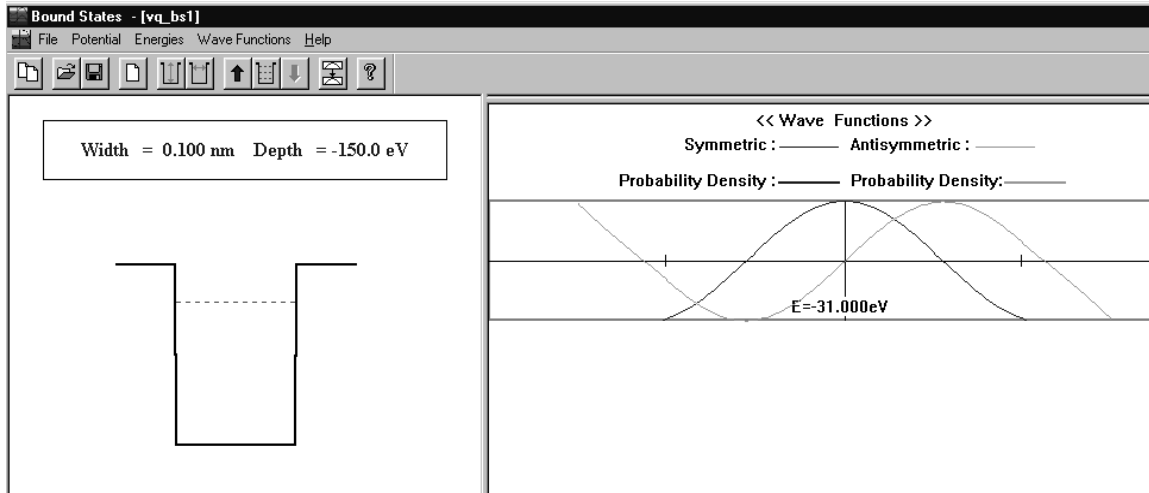 Bound States - [vq_bs1]
File Potential Energies Wave Functions Help
?
Width = 0.100 nm Depth = -150.0 eV
<< Wave Functions >>
Symmetric : Antisymmetric :
Probability Density : Probability Density:
E=-31.000eV